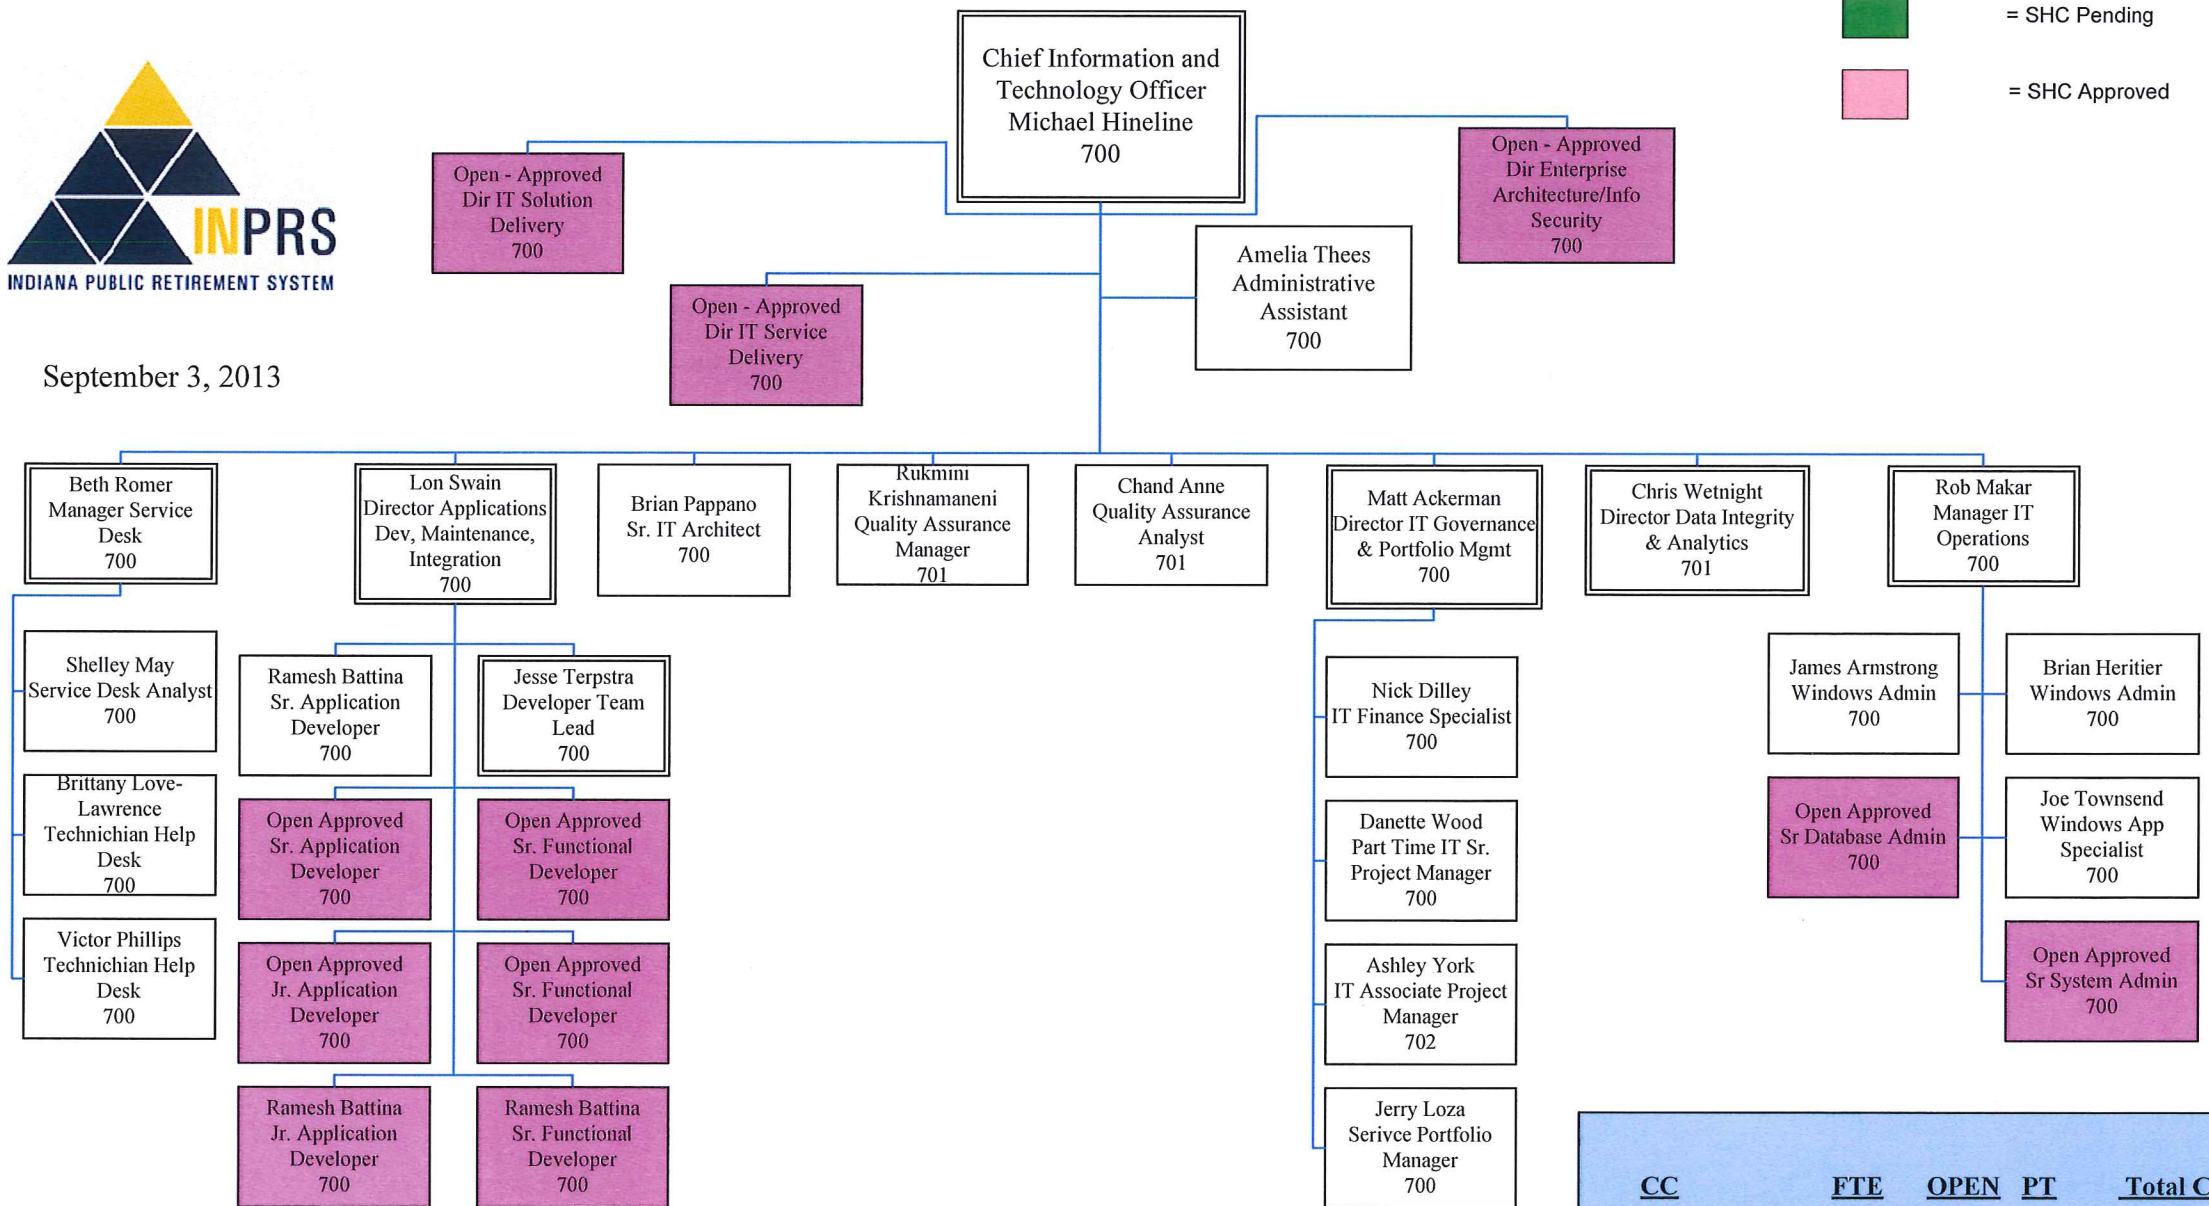 = SHC Pending
= SHC Approved
INPRS
INDIANA PUBLIC RETIREMENT SYSTEM
September 3, 2013
Chief Information and
Technology Officer
Michael Hineline
700
Open - Approved
Dir IT Solution
Delivery
700
Open - Approved
Dir Enterprise
Architecture/Info
Security
700
Open - Approved
Dir IT Service
Delivery
700
Amelia Thees
Administrative
Assistant
700
Beth Romer
Manager Service
Desk
700
Lon Swain
Director Applications
Dev, Maintenance,
Integration
700
Brian Pappano
Sr. IT Architect
700
Rukmini
Krishnamaneni
Quality Assurance
Manager
701
Chand Anne
Quality Assurance
Analyst
701
Matt Ackerman
Director IT Governance
& Portfolio Mgmt
700
Chris Wetnight
Director Data Integrity
& Analytics
701
Rob Makar
Manager IT
Operations
700
Shelley May
Service Desk Analyst
700
Brittany Love-
Lawrence
Technichian Help
Desk
700
Victor Phillips
Technichian Help
Desk
700
Ramesh Battina
Sr. Application
Developer
700
Jesse Terpstra
Developer Team
Lead
700
Open Approved
Sr. Application
Developer
700
Open Approved
Sr. Functional
Developer
700
Open Approved
Jr. Application
Developer
700
Open Approved
Sr. Functional
Developer
700
Ramesh Battina
Jr. Application
Developer
700
Ramesh Battina
Sr. Functional
Developer
700
Nick Dilley
IT Finance Specialist
700
Danette Wood
Part Time IT Sr.
Project Manager
700
Ashley York
IT Associate Project
Manager
702
Jerry Loza
Serivce Portfolio
Manager
700
James Armstrong
Windows Admin
700
Brian Heritier
Windows Admin
700
Open Approved
Sr Database Admin
700
Joe Townsend
Windows App
Specialist
700
Open Approved
Sr System Admin
700
CC FTE OPEN PT Total C